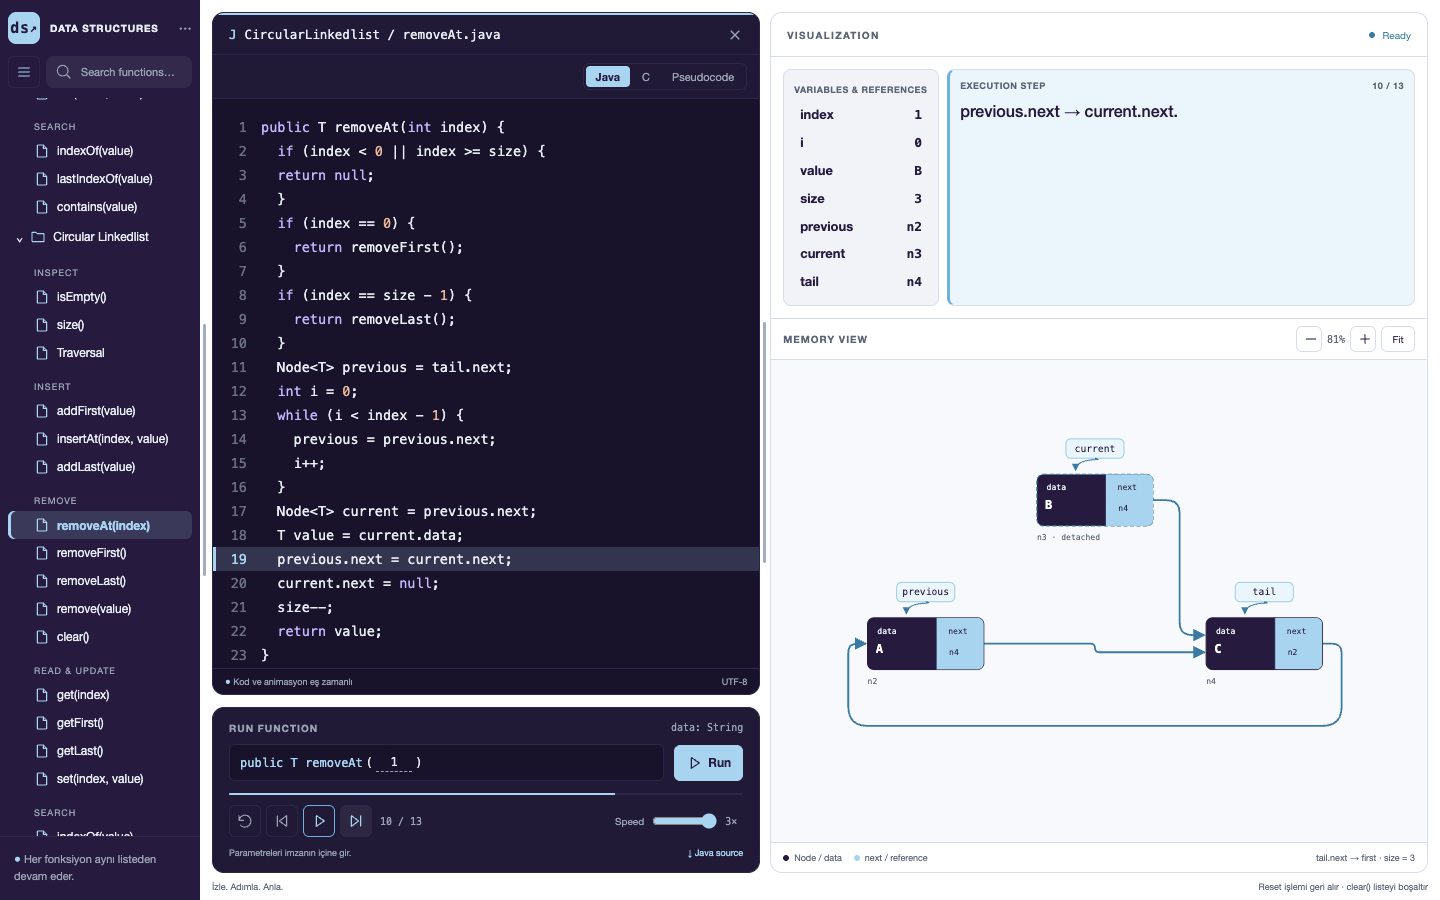 ds↗ DATA STRUCTURES ···
Search functions...
SEARCH
indexOf(value)
lastIndexOf(value)
contains(value)
Circular Linkedlist
INSPECT
isEmpty()
size()
Traversal
INSERT
addFirst(value)
insertAt(index, value)
addLast(value)
REMOVE
removeAt(index)
removeFirst()
removeLast()
remove(value)
clear()
READ & UPDATE
get(index)
getFirst()
getLast()
set(index, value)
SEARCH
indexOf(value)
Her fonksiyon aynı listeden
devam eder.
J CircularLinkedlist / removeAt.java
Java C Pseudocode
1 public T removeAt(int index) {
2 if (index < 0 || index >= size) {
3 return null;
4 }
5 if (index == 0) {
6 return removeFirst();
7 }
8 if (index == size - 1) {
9 return removeLast();
10 }
11 Node<T> previous = tail.next;
12 int i = 0;
13 while (i < index - 1) {
14 previous = previous.next;
15 i++;
16 }
17 Node<T> current = previous.next;
18 T value = current.data;
19 previous.next = current.next;
20 current.next = null;
21 size--;
22 return value;
23 }
Kod ve animasyon eş zamanlı UTF-8
RUN FUNCTION data: String
public T removeAt( 1 ) Run
10 / 13 Speed 3×
Parametreleri imzanın içine gir. ↓ Java source
İzle. Adımla. Anla.
VISUALIZATION Ready
VARIABLES & REFERENCES
index 1
i 0
value B
size 3
previous n2
current n3
tail n4
EXECUTION STEP 10 / 13
previous.next → current.next.
MEMORY VIEW 81% Fit
current
data next
B n4
n3 · detached
previous tail
data next data next
A n4 C n2
n2 n4
Node / data next / reference tail.next → first · size = 3
Reset işlemi geri alır · clear() listeyi boşaltır